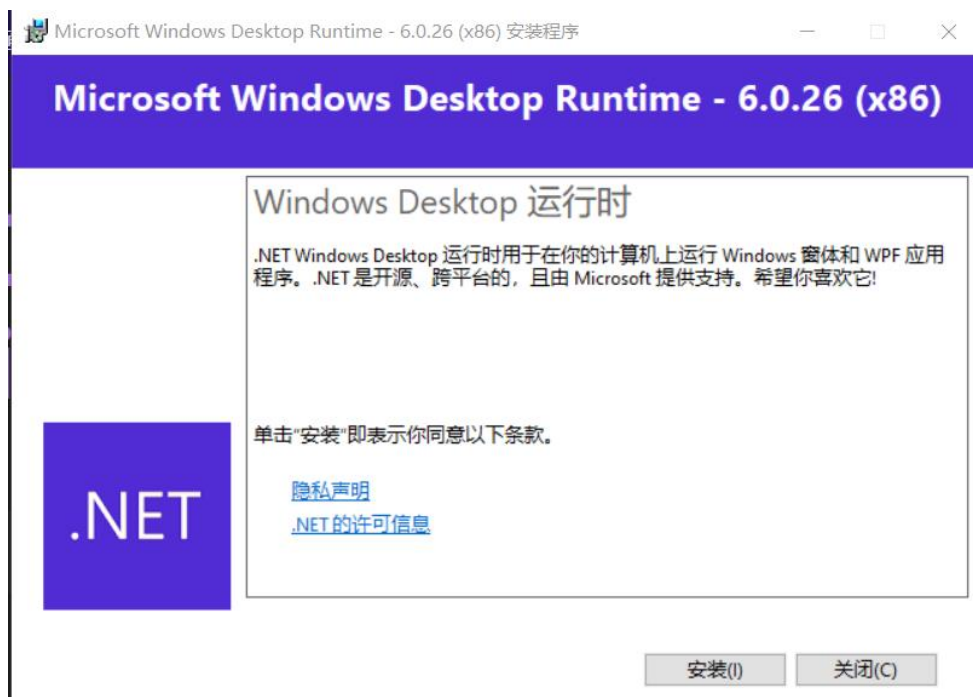 Microsoft Windows Desktop Runtime - 6.0.26 (x86) 安装程序
Microsoft Windows Desktop Runtime - 6.0.26 (x86)
Windows Desktop 运行时
.NET Windows Desktop 运行时用于在你的计算机上运行 Windows 窗体和 WPF 应用
程序。.NET 是开源、跨平台的，且由 Microsoft 提供支持。希望你喜欢它!
单击“安装”即表示你同意以下条款。
隐私声明
.NET 的许可信息
.NET
安装(I)
关闭(C)